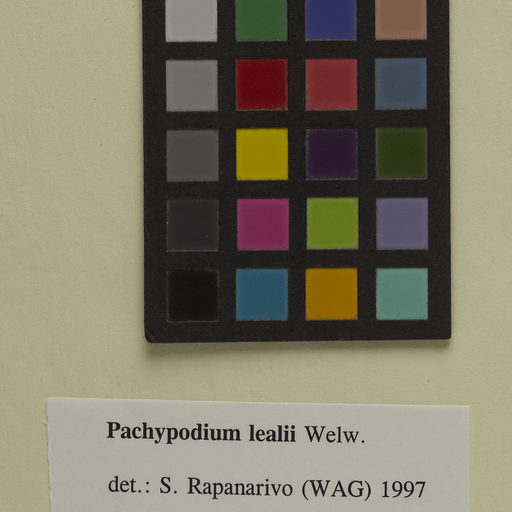 Pachypodium lealii Welw.
det.: S. Rapanarivo (WAG) 1997